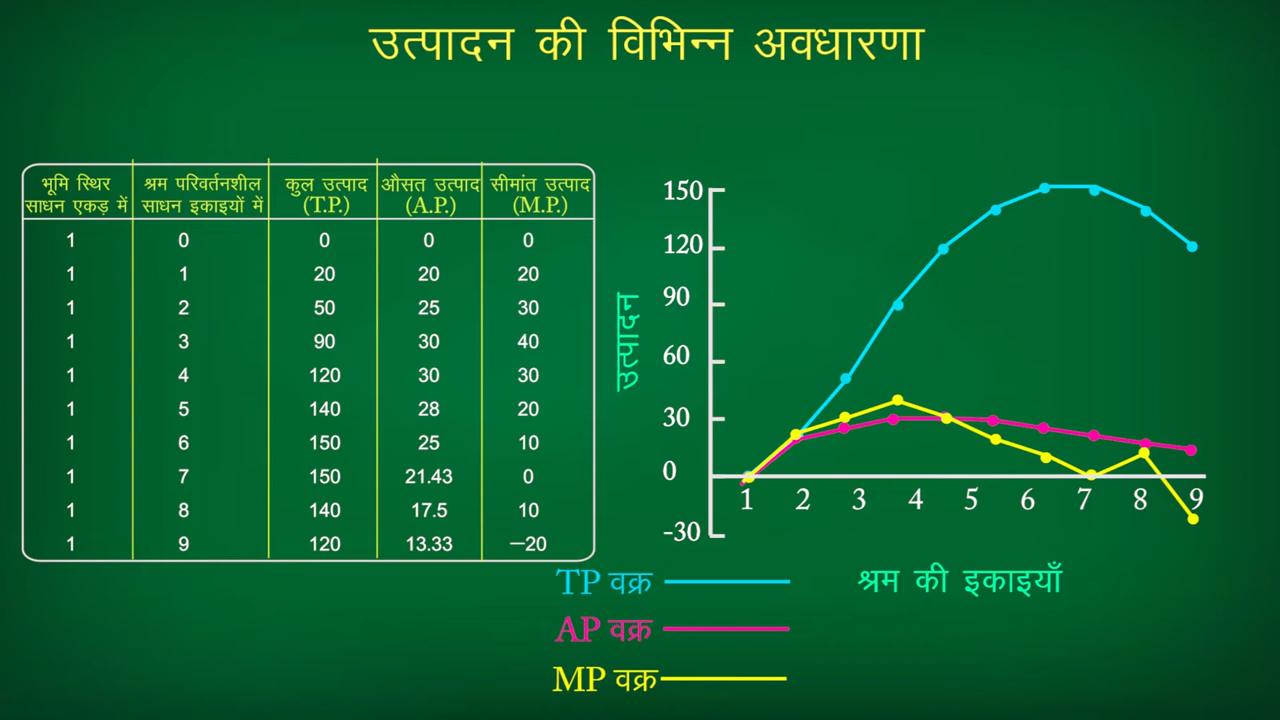 उत्पादन की विभिन्न अवधारणा
भूमि स्थिर साधन एकड़ में | श्रम परिवर्तनशील साधन इकाइयों में | कुल उत्पाद (T.P.) | औसत उत्पाद (A.P.) | सीमांत उत्पाद (M.P.)
1 0 0 0 0
1 1 20 20 20
1 2 50 25 30
1 3 90 30 40
1 4 120 30 30
1 5 140 28 20
1 6 150 25 10
1 7 150 21.43 0
1 8 140 17.5 10
1 9 120 13.33 −20
उत्पादन
150
120
90
60
30
0
-30
1 2 3 4 5 6 7 8 9
श्रम की इकाइयाँ
TP वक्र
AP वक्र
MP वक्र